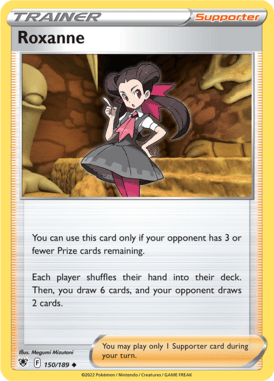 TRAINER Supporter
Roxanne
You can use this card only if your opponent has 3 or
fewer Prize cards remaining.
Each player shuffles their hand into their deck.
Then, you draw 6 cards, and your opponent draws
2 cards.
Illus. Megumi Mizutani
F 150/189
You may play only 1 Supporter card during
your turn.
©2022 Pokémon / Nintendo / Creatures / GAME FREAK